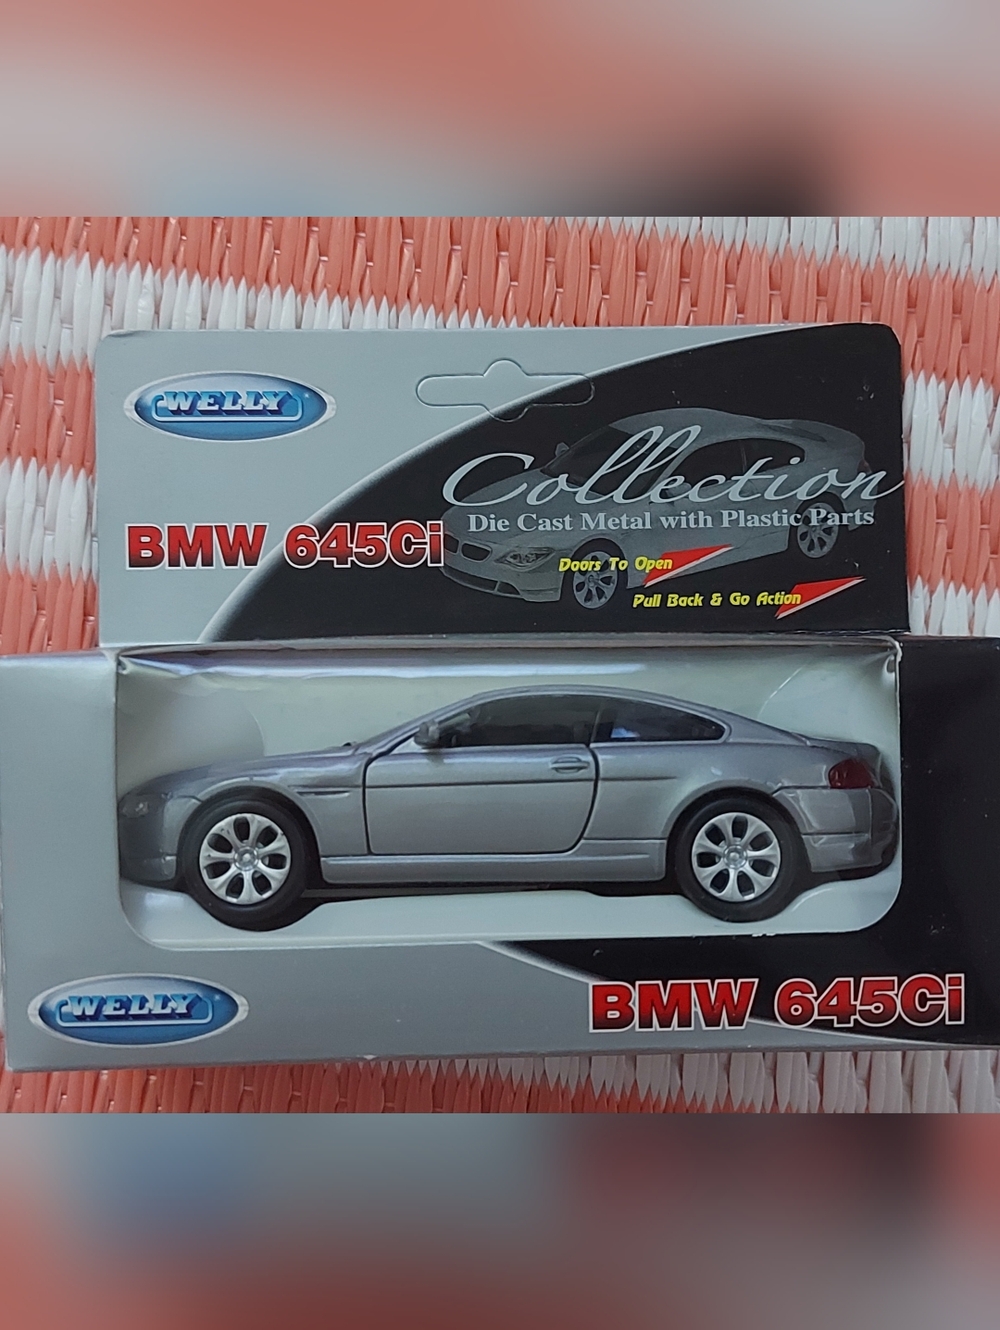 WELLY
Collection
Die Cast Metal with Plastic Parts
BMW 645Ci
Doors To Open
Pull Back & Go Action
WELLY
BMW 645Ci